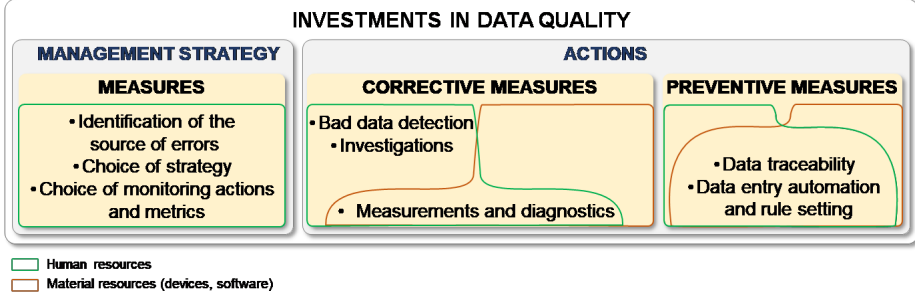 INVESTMENTS IN DATA QUALITY
MANAGEMENT STRATEGY
MEASURES
• Identification of the
source of errors
• Choice of strategy
• Choice of monitoring actions
and metrics
ACTIONS
CORRECTIVE MEASURES
• Bad data detection
• Investigations
• Measurements and diagnostics
PREVENTIVE MEASURES
• Data traceability
• Data entry automation
and rule setting
Human resources
Material resources (devices, software)